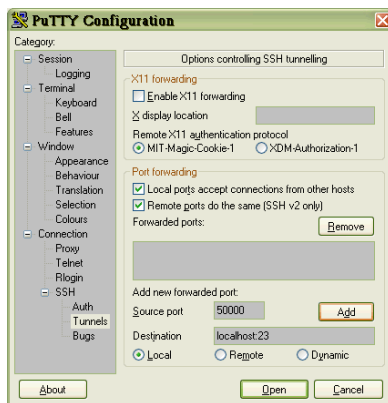 PuTTY Configuration
Category:
Session
Logging
Terminal
Keyboard
Bell
Features
Window
Appearance
Behaviour
Translation
Selection
Colours
Connection
Proxy
Telnet
Rlogin
SSH
Auth
Tunnels
Bugs
Options controlling SSH tunnelling
X11 forwarding
Enable X11 forwarding
X display location
Remote X11 authentication protocol
MIT-Magic-Cookie-1 XDM-Authorization-1
Port forwarding
Local ports accept connections from other hosts
Remote ports do the same (SSH v2 only)
Forwarded ports: Remove
Add new forwarded port:
Source port 50000 Add
Destination localhost:23
Local Remote Dynamic
About Open Cancel